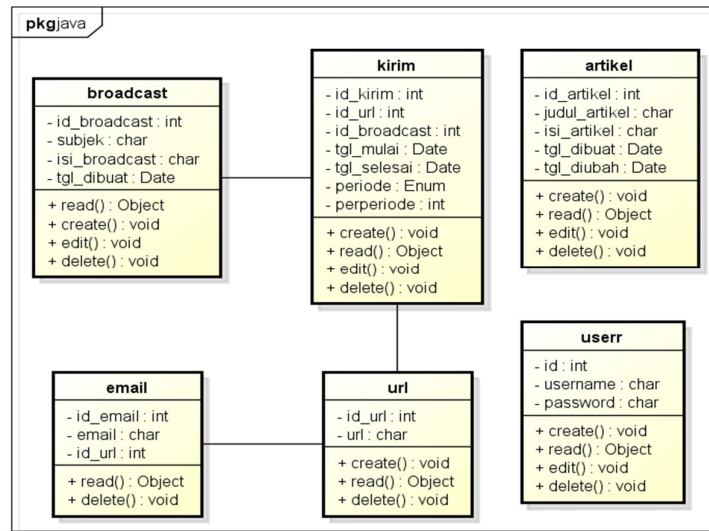 pkg java
broadcast
- id_broadcast : int
- subjek : char
- isi_broadcast : char
- tgl_dibuat : Date
+ read() : Object
+ create() : void
+ edit() : void
+ delete() : void
kirim
- id_kirim : int
- id_url : int
- id_broadcast : int
- tgl_mulai : Date
- tgl_selesai : Date
- periode : Enum
- perperiode : int
+ create() : void
+ read() : Object
+ edit() : void
+ delete() : void
artikel
- id_artikel : int
- judul_artikel : char
- isi_artikel : char
- tgl_dibuat : Date
- tgl_diubah : Date
+ create() : void
+ read() : Object
+ edit() : void
+ delete() : void
email
- id_email : int
- email : char
- id_url : int
+ read() : Object
+ delete() : void
url
- id_url : int
- url : char
+ create() : void
+ read() : Object
+ delete() : void
userr
- id : int
- username : char
- password : char
+ create() : void
+ read() : Object
+ edit() : void
+ delete() : void